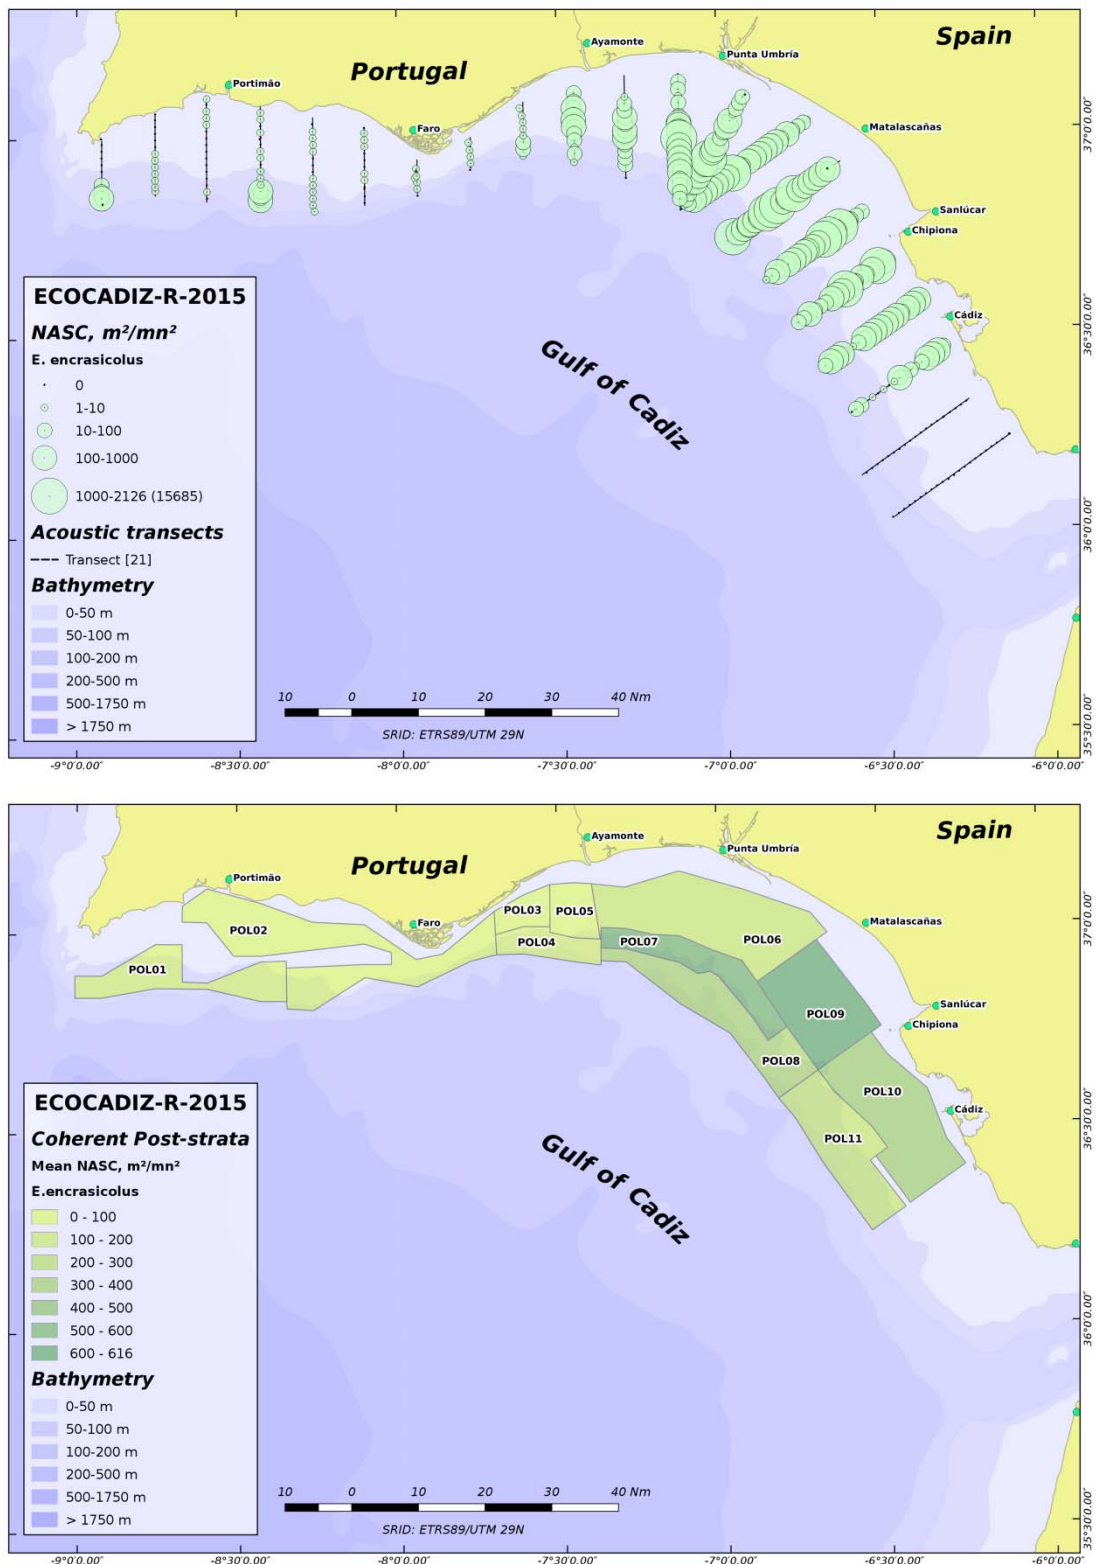 Spain
Ayamonte
Punta Umbría
Portugal
Portimão
Faro
Matalascañas
Sanlúcar
Chipiona
Cádiz
Gulf of Cadiz
ECOCADIZ-R-2015
NASC, m²/mn²
E. encrasicolus
0
1-10
10-100
100-1000
1000-2126 (15685)
Acoustic transects
Transect [21]
Bathymetry
0-50 m
50-100 m
100-200 m
200-500 m
500-1750 m
> 1750 m
10 0 10 20 30 40 Nm
SRID: ETRS89/UTM 29N
37°0'0.00"
36°30'0.00"
36°0'0.00"
35°30'0.00"
-9°0'0.00" -8°30'0.00" -8°0'0.00" -7°30'0.00" -7°0'0.00" -6°30'0.00" -6°0'0.00"
Spain
Ayamonte
Punta Umbría
Portugal
Portimão
Faro
Matalascañas
Sanlúcar
Chipiona
Cádiz
POL01
POL02
POL03
POL04
POL05
POL06
POL07
POL08
POL09
POL10
POL11
Gulf of Cadiz
ECOCADIZ-R-2015
Coherent Post-strata
Mean NASC, m²/mn²
E.encrasicolus
0 - 100
100 - 200
200 - 300
300 - 400
400 - 500
500 - 600
600 - 616
Bathymetry
0-50 m
50-100 m
100-200 m
200-500 m
500-1750 m
> 1750 m
10 0 10 20 30 40 Nm
SRID: ETRS89/UTM 29N
37°0'0.00"
36°30'0.00"
36°0'0.00"
35°30'0.00"
-9°0'0.00" -8°30'0.00" -8°0'0.00" -7°30'0.00" -7°0'0.00" -6°30'0.00" -6°0'0.00"